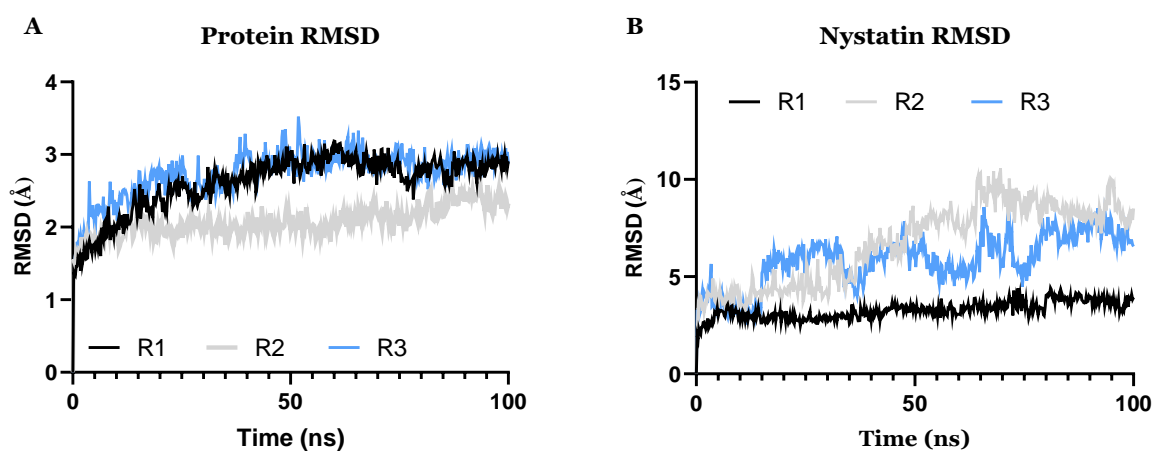 A
Protein RMSD
RMSD (Å)
4
3
2
1
0
R1 R2 R3
0 50 100
Time (ns)
B
Nystatin RMSD
RMSD (Å)
15
10
5
0
R1 R2 R3
0 50 100
Time (ns)